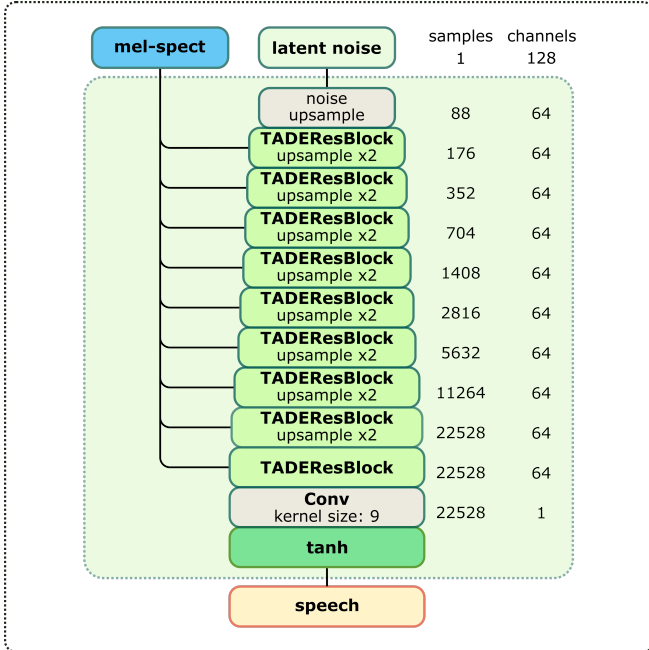 mel-spect
latent noise
samples channels
1 128
noise
upsample
88 64
TADEResBlock
upsample x2
176 64
TADEResBlock
upsample x2
352 64
TADEResBlock
upsample x2
704 64
TADEResBlock
upsample x2
1408 64
TADEResBlock
upsample x2
2816 64
TADEResBlock
upsample x2
5632 64
TADEResBlock
upsample x2
11264 64
TADEResBlock
upsample x2
22528 64
TADEResBlock
22528 64
Conv
kernel size: 9
22528 1
tanh
speech